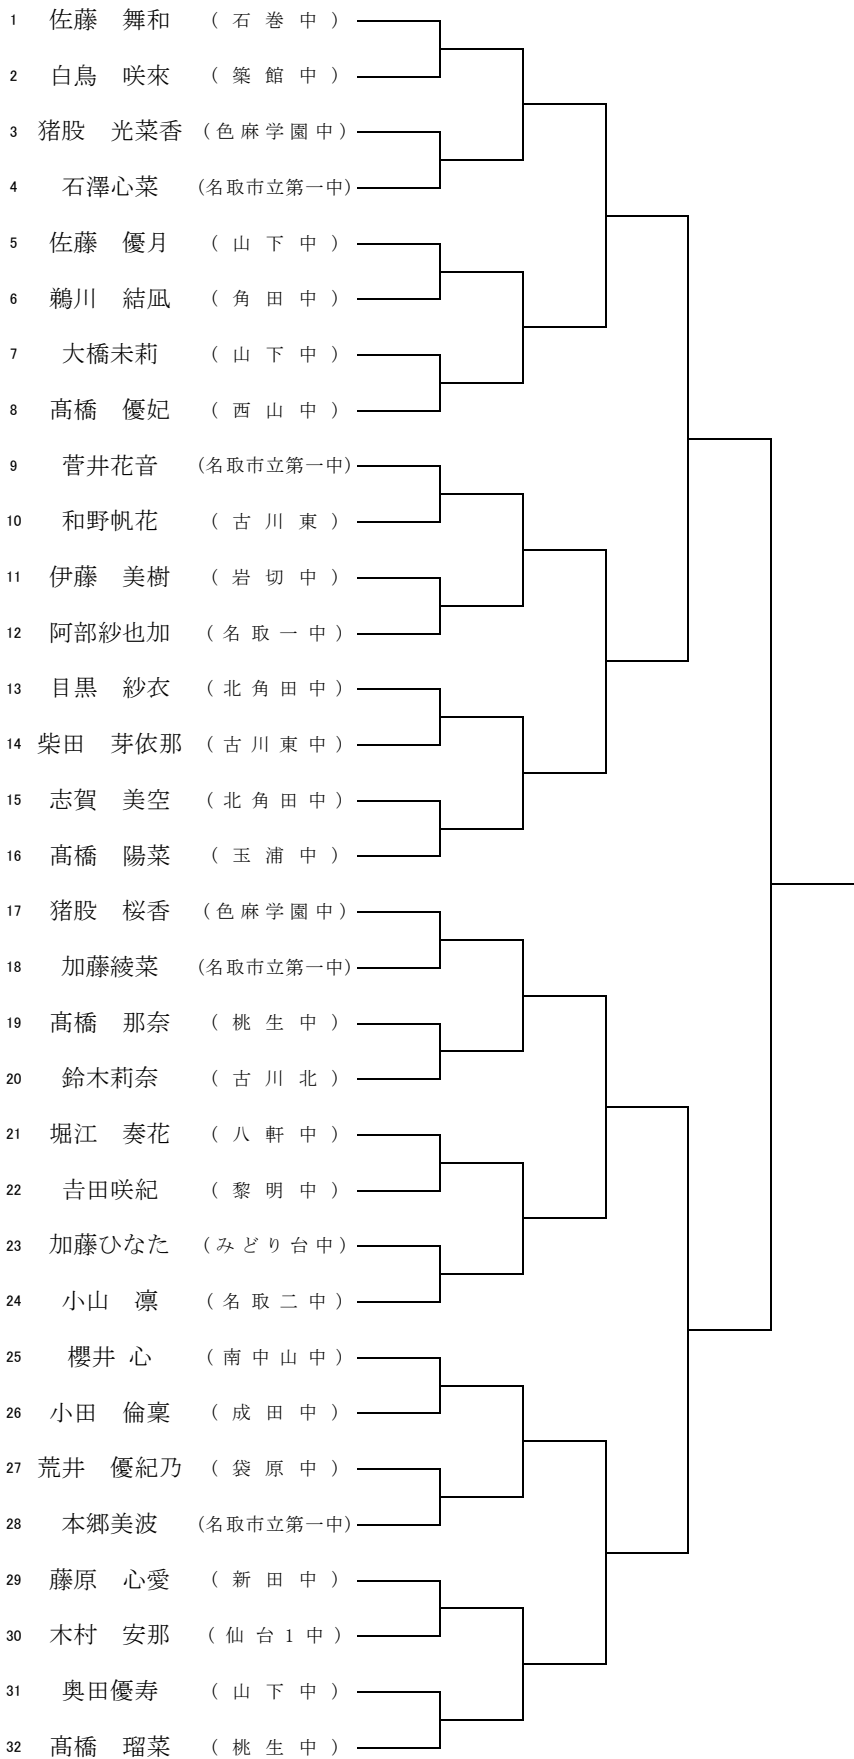 1 佐藤　舞和 (石巻中)
2 白鳥　咲來 (築館中)
3 猪股　光菜香 (色麻学園中)
4 石澤心菜 (名取市立第一中)
5 佐藤　優月 (山下中)
6 鵜川　結凪 (角田中)
7 大橋未莉 (山下中)
8 髙橋　優妃 (西山中)
9 菅井花音 (名取市立第一中)
10 和野帆花 (古川東)
11 伊藤　美樹 (岩切中)
12 阿部紗也加 (名取一中)
13 目黒　紗衣 (北角田中)
14 柴田　芽依那 (古川東中)
15 志賀　美空 (北角田中)
16 髙橋　陽菜 (玉浦中)
17 猪股　桜香 (色麻学園中)
18 加藤綾菜 (名取市立第一中)
19 髙橋　那奈 (桃生中)
20 鈴木莉奈 (古川北)
21 堀江　奏花 (八軒中)
22 𠮷田咲紀 (黎明中)
23 加藤ひなた (みどり台中)
24 小山　凛 (名取二中)
25 櫻井 心 (南中山中)
26 小田　倫稟 (成田中)
27 荒井　優紀乃 (袋原中)
28 本郷美波 (名取市立第一中)
29 藤原　心愛 (新田中)
30 木村　安那 (仙台1中)
31 奥田優寿 (山下中)
32 髙橋　瑠菜 (桃生中)